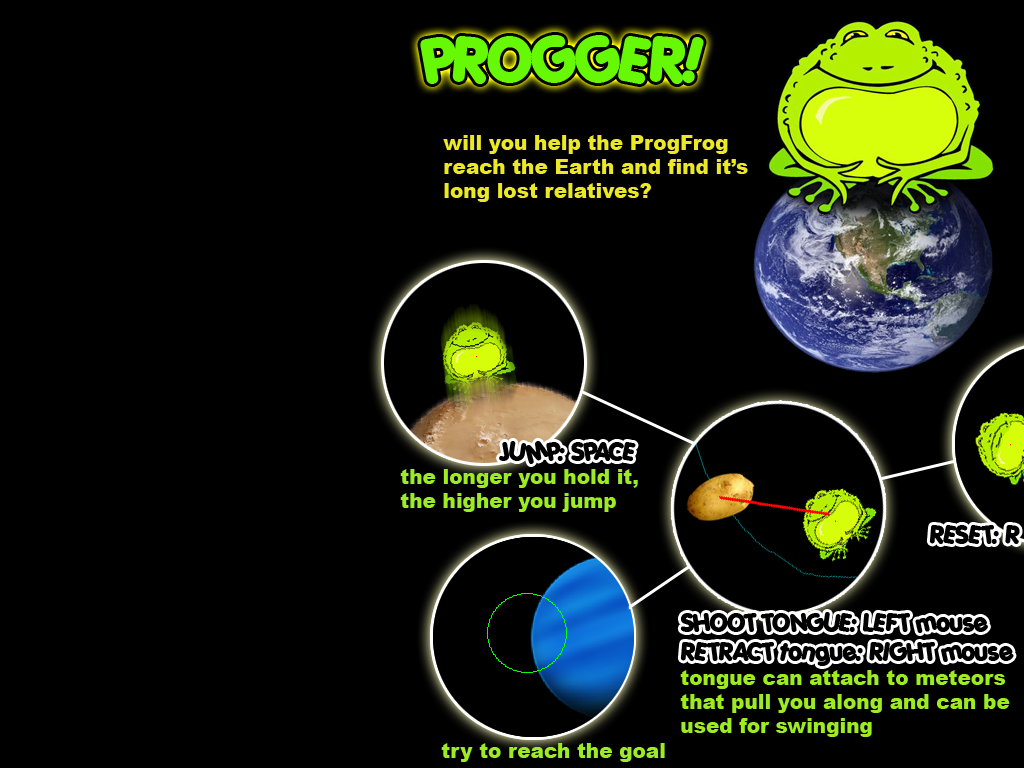 PROGGER!
will you help the ProgFrog
reach the Earth and find it’s
long lost relatives?
JUMP: SPACE
the longer you hold it,
the higher you jump
RESET: R
SHOOT TONGUE: LEFT mouse
RETRACT tongue: RIGHT mouse
tongue can attach to meteors
that pull you along and can be
used for swinging
try to reach the goal